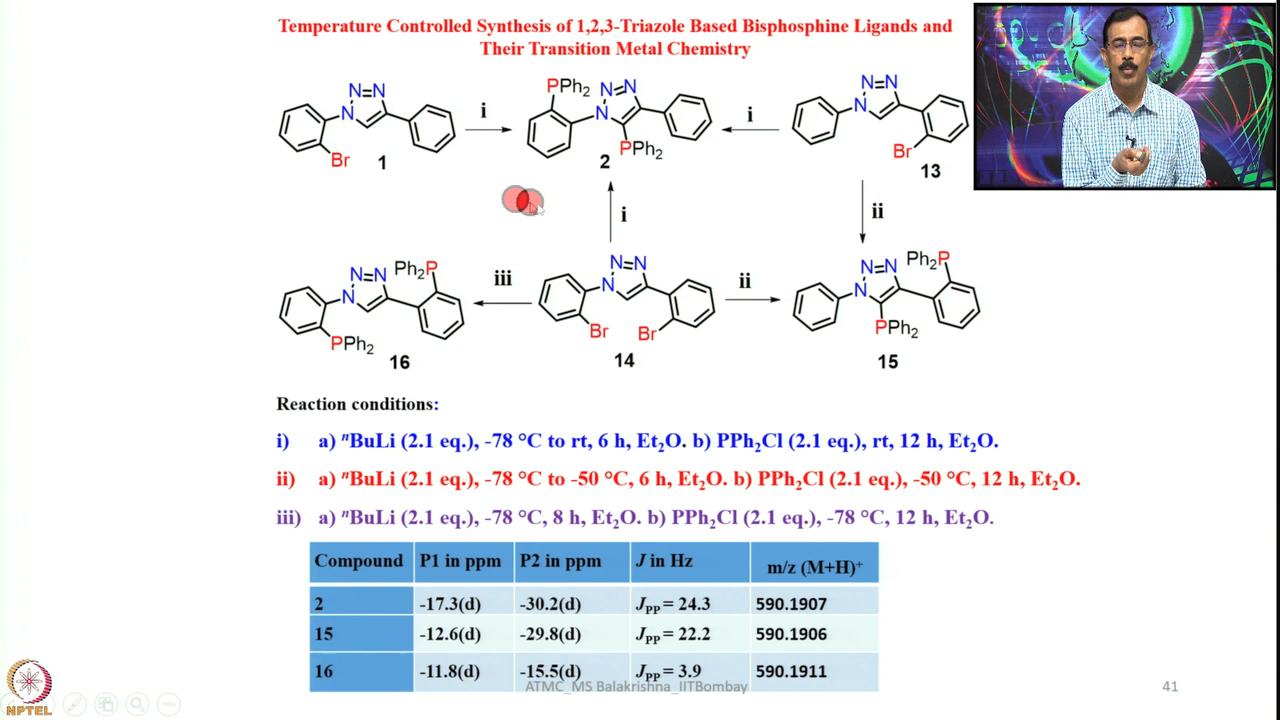 Temperature Controlled Synthesis of 1,2,3-Triazole Based Bisphosphine Ligands and
Their Transition Metal Chemistry
N=N N Br 1
i
PPh₂ N=N N PPh₂ 2
i
N=N N Br 13
i
ii
N=N N Ph₂P PPh₂ 16
iii
N=N N Br Br 14
ii
N=N N Ph₂P PPh₂ 15
Reaction conditions:
i) a) ⁿBuLi (2.1 eq.), -78 °C to rt, 6 h, Et₂O. b) PPh₂Cl (2.1 eq.), rt, 12 h, Et₂O.
ii) a) ⁿBuLi (2.1 eq.), -78 °C to -50 °C, 6 h, Et₂O. b) PPh₂Cl (2.1 eq.), -50 °C, 12 h, Et₂O.
iii) a) ⁿBuLi (2.1 eq.), -78 °C, 8 h, Et₂O. b) PPh₂Cl (2.1 eq.), -78 °C, 12 h, Et₂O.
Compound P1 in ppm P2 in ppm J in Hz m/z (M+H)⁺
2 -17.3(d) -30.2(d) Jₚₚ = 24.3 590.1907
15 -12.6(d) -29.8(d) Jₚₚ = 22.2 590.1906
16 -11.8(d) -15.5(d) Jₚₚ = 3.9 590.1911
ATMC_MS Balakrishna_IITBombay
41
NPTEL